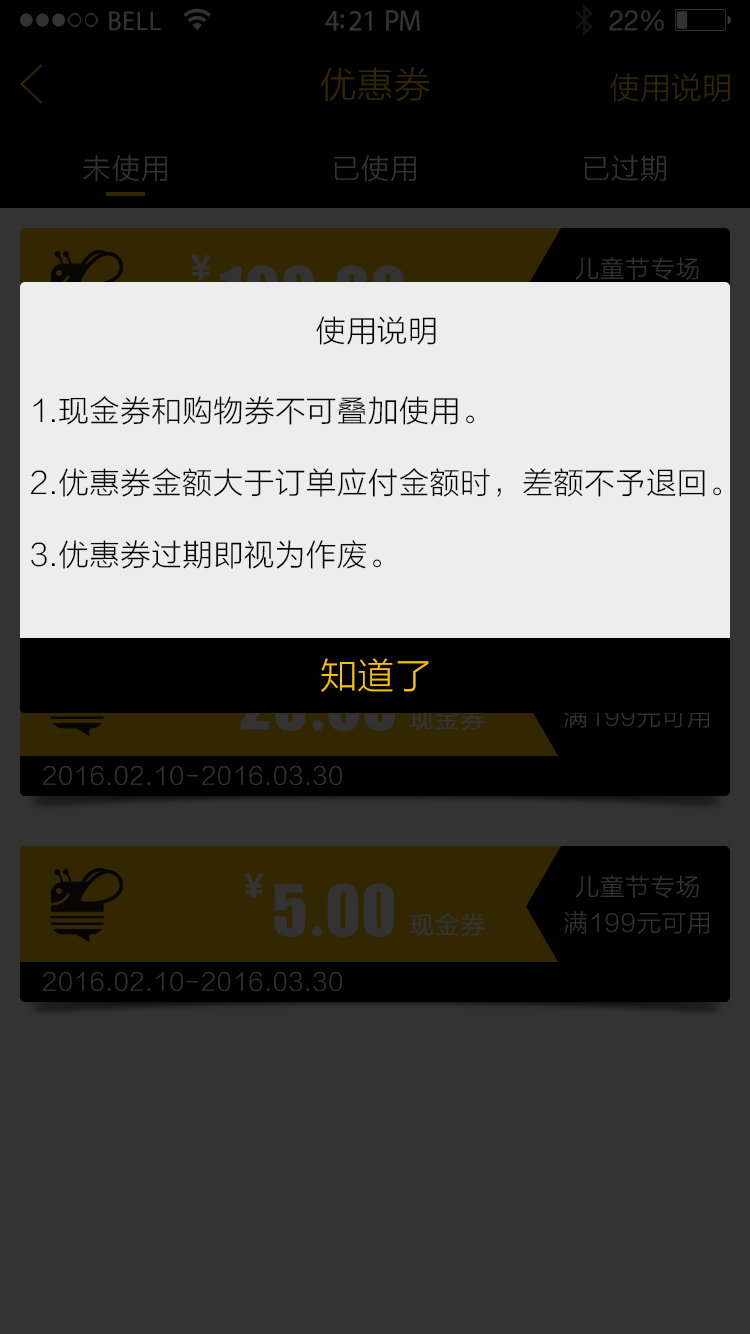 BELL 4:21 PM 22%
优惠券 使用说明
未使用 已使用 已过期
¥
儿童节专场
使用说明
1.现金券和购物券不可叠加使用。
2.优惠券金额大于订单应付金额时，差额不予退回。
3.优惠券过期即视为作废。
知道了
现金券 满199元可用
2016.02.10-2016.03.30
¥5.00 现金券
儿童节专场
满199元可用
2016.02.10-2016.03.30